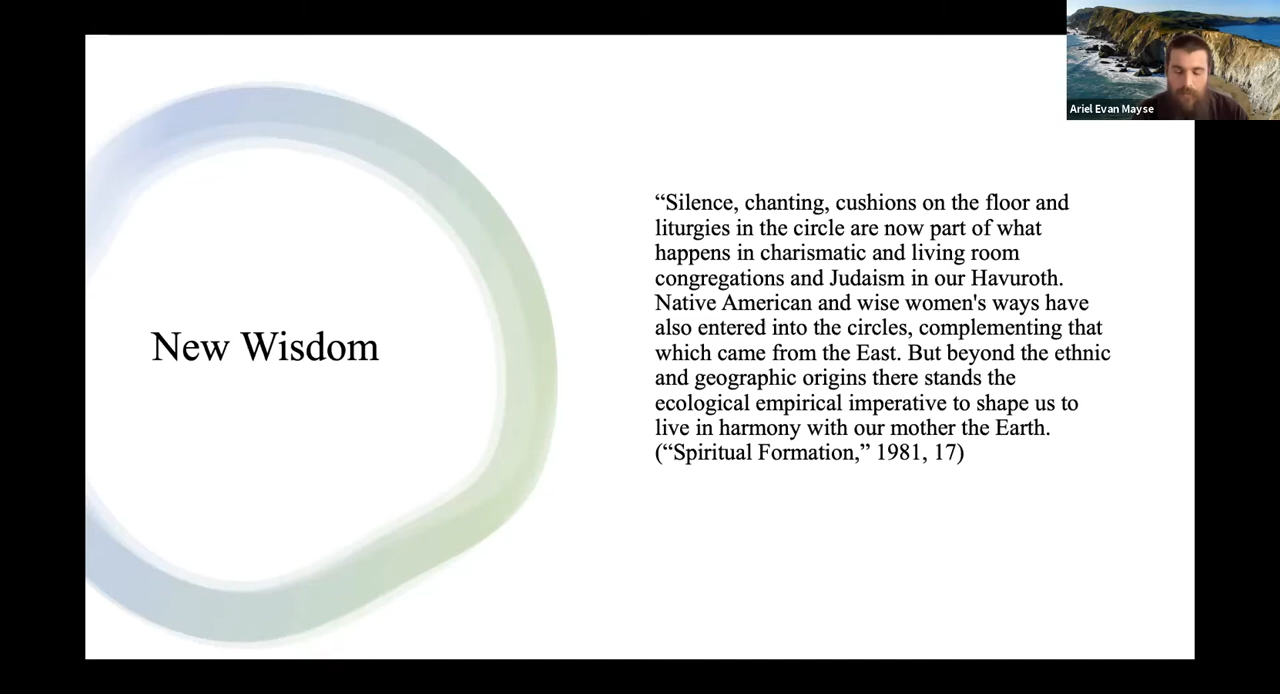 Ariel Evan Mayse
New Wisdom
“Silence, chanting, cushions on the floor and
liturgies in the circle are now part of what
happens in charismatic and living room
congregations and Judaism in our Havuroth.
Native American and wise women's ways have
also entered into the circles, complementing that
which came from the East. But beyond the ethnic
and geographic origins there stands the
ecological empirical imperative to shape us to
live in harmony with our mother the Earth.
(“Spiritual Formation,” 1981, 17)